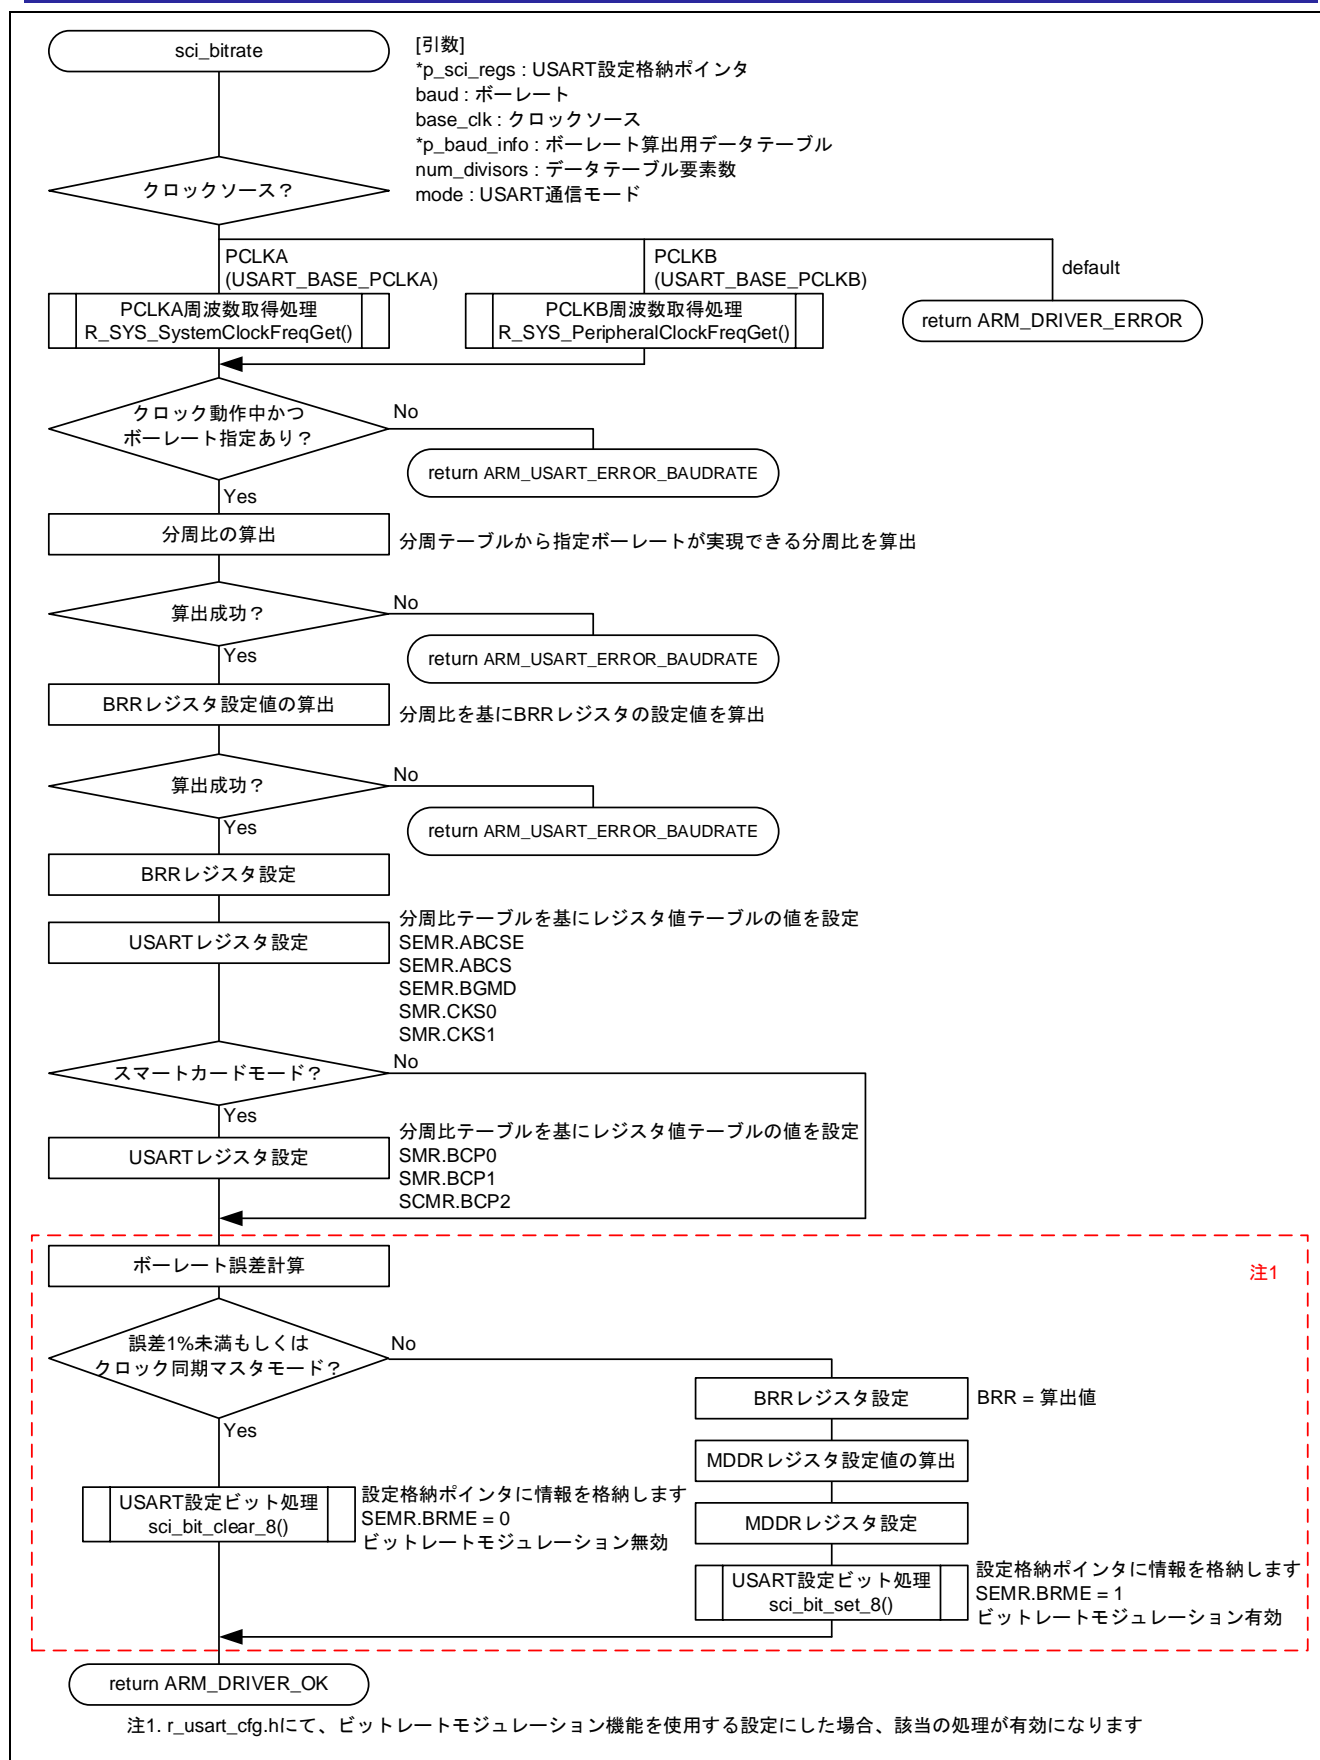 sci_bitrate
[引数]
*p_sci_regs : USART設定格納ポインタ
baud : ボーレート
base_clk : クロックソース
*p_baud_info : ボーレート算出用データテーブル
num_divisors : データテーブル要素数
mode : USART通信モード
クロックソース？
PCLKA
(USART_BASE_PCLKA)
PCLKB
(USART_BASE_PCLKB)
default
PCLKA周波数取得処理
R_SYS_SystemClockFreqGet()
PCLKB周波数取得処理
R_SYS_PeripheralClockFreqGet()
return ARM_DRIVER_ERROR
クロック動作中かつ
ボーレート指定あり？
No
return ARM_USART_ERROR_BAUDRATE
Yes
分周比の算出
分周テーブルから指定ボーレートが実現できる分周比を算出
算出成功？
No
return ARM_USART_ERROR_BAUDRATE
Yes
BRRレジスタ設定値の算出
分周比を基にBRRレジスタの設定値を算出
算出成功？
No
return ARM_USART_ERROR_BAUDRATE
Yes
BRRレジスタ設定
USARTレジスタ設定
分周比テーブルを基にレジスタ値テーブルの値を設定
SEMR.ABCSE
SEMR.ABCS
SEMR.BGMD
SMR.CKS0
SMR.CKS1
スマートカードモード？
No
Yes
USARTレジスタ設定
分周比テーブルを基にレジスタ値テーブルの値を設定
SMR.BCP0
SMR.BCP1
SCMR.BCP2
ボーレート誤差計算
注1
誤差1%未満もしくは
クロック同期マスタモード？
No
Yes
BRRレジスタ設定
BRR = 算出値
MDDRレジスタ設定値の算出
MDDRレジスタ設定
USART設定ビット処理
sci_bit_clear_8()
設定格納ポインタに情報を格納します
SEMR.BRME = 0
ビットレートモジュレーション無効
USART設定ビット処理
sci_bit_set_8()
設定格納ポインタに情報を格納します
SEMR.BRME = 1
ビットレートモジュレーション有効
return ARM_DRIVER_OK
注1. r_usart_cfg.hにて、ビットレートモジュレーション機能を使用する設定にした場合、該当の処理が有効になります